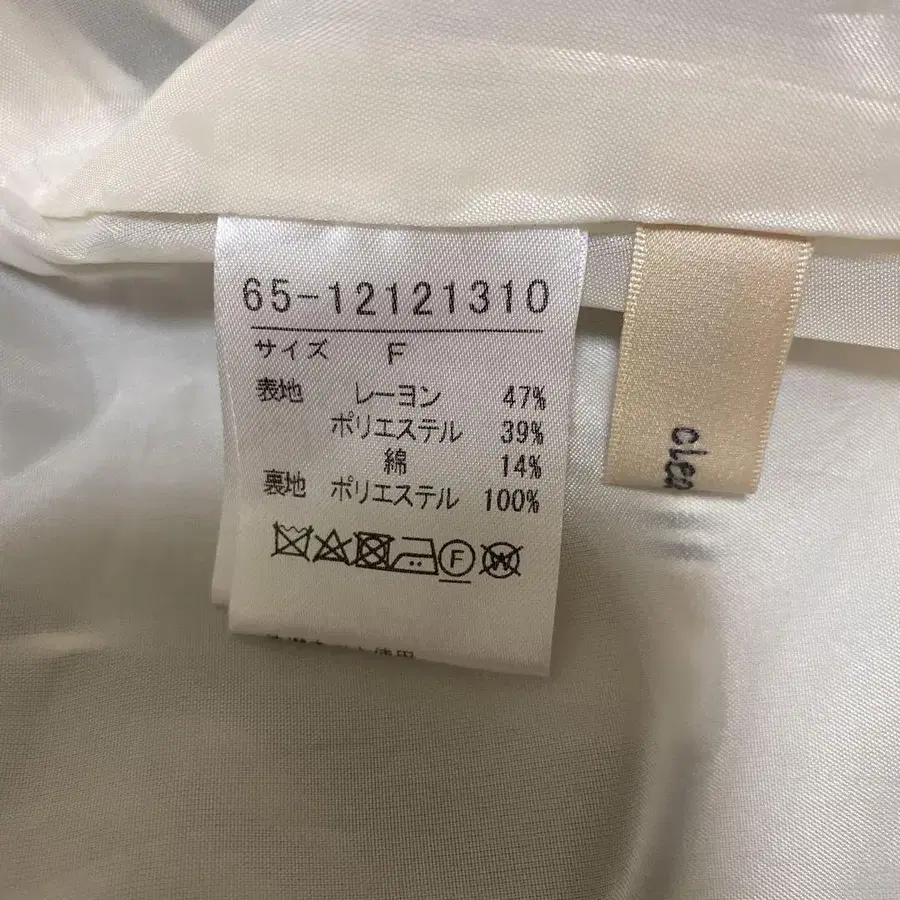 65-12121310
サイズ F
表地 レーヨン 47%
ポリエステル 39%
綿 14%
裏地 ポリエステル 100%
F W
clea